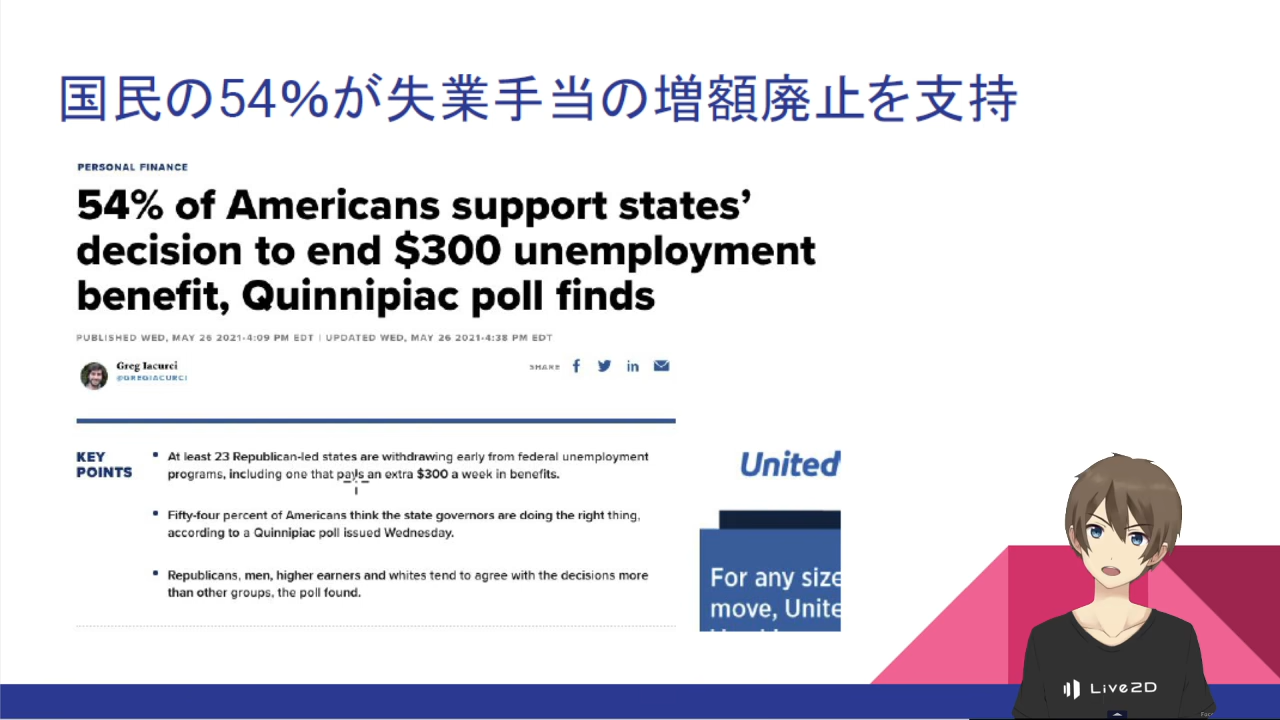 国民の54%が失業手当の増額廃止を支持
PERSONAL FINANCE
54% of Americans support states'
decision to end $300 unemployment
benefit, Quinnipiac poll finds
PUBLISHED WED, MAY 26 2021-4:09 PM EDT | UPDATED WED, MAY 26 2021-4:38 PM EDT
Greg Iacurci
@GREGIACURCI
SHARE
KEY
POINTS
• At least 23 Republican-led states are withdrawing early from federal unemployment
programs, including one that pays an extra $300 a week in benefits.
• Fifty-four percent of Americans think the state governors are doing the right thing,
according to a Quinnipiac poll issued Wednesday.
• Republicans, men, higher earners and whites tend to agree with the decisions more
than other groups, the poll found.
United
For any size
move, Unite
Live2D